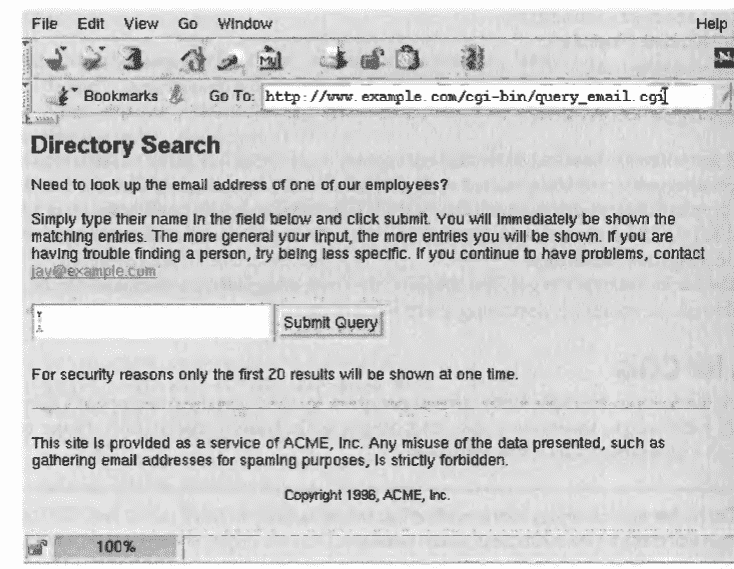 File Edit View Go Window Help
My
Bookmarks Go To: http://www.example.com/cgi-bin/query_email.cgi
Directory Search
Need to look up the email address of one of our employees?
Simply type their name in the field below and click submit. You will immediately be shown the
matching entries. The more general your input, the more entries you will be shown. If you are
having trouble finding a person, try being less specific. If you continue to have problems, contact
jay@example.com
Submit Query
For security reasons only the first 20 results will be shown at one time.
This site is provided as a service of ACME, Inc. Any misuse of the data presented, such as
gathering email addresses for spaming purposes, is strictly forbidden.
Copyright 1996, ACME, Inc.
100%